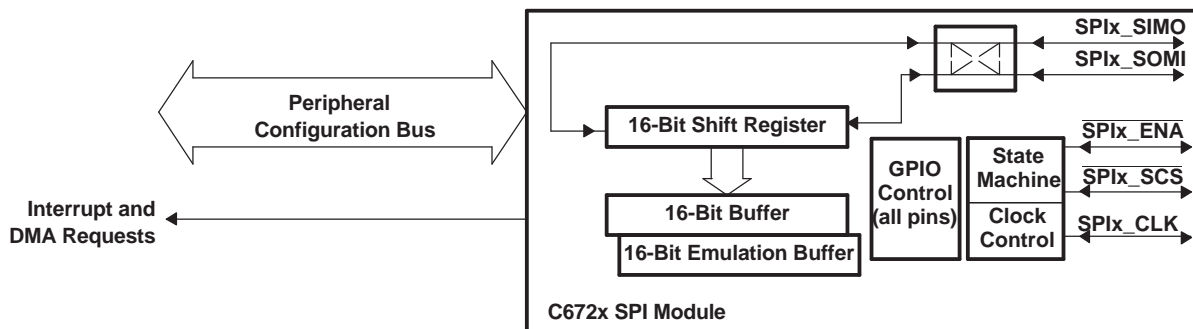 SPIx_SIMO
SPIx_SOMI
Peripheral
Configuration Bus
16-Bit Shift Register
SPIx_ENA
GPIO
Control
(all pins)
State
Machine
SPIx_SCS
Interrupt and
DMA Requests
16-Bit Buffer
Clock
Control
SPIx_CLK
16-Bit Emulation Buffer
C672x SPI Module